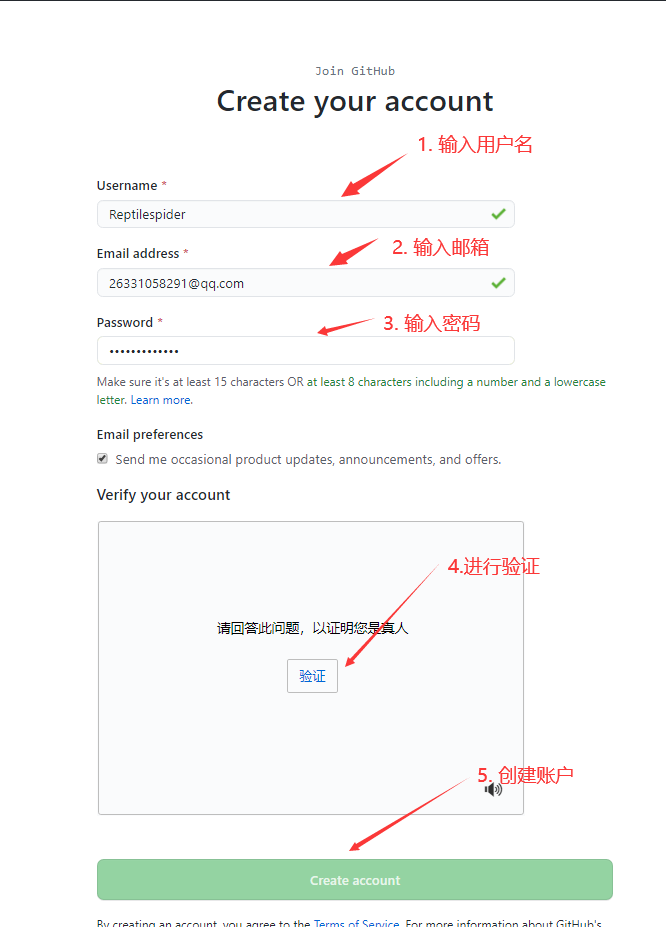 Join GitHub
Create your account
1. 输入用户名
Username *
Reptilespider
2. 输入邮箱
Email address *
26331058291@qq.com
3. 输入密码
Password *
•••••••••••••
Make sure it's at least 15 characters OR at least 8 characters including a number and a lowercase
letter. Learn more.
Email preferences
Send me occasional product updates, announcements, and offers.
Verify your account
4.进行验证
请回答此问题，以证明您是真人
验证
5. 创建账户
Create account
By creating an account, you agree to the Terms of Service. For more information about GitHub's